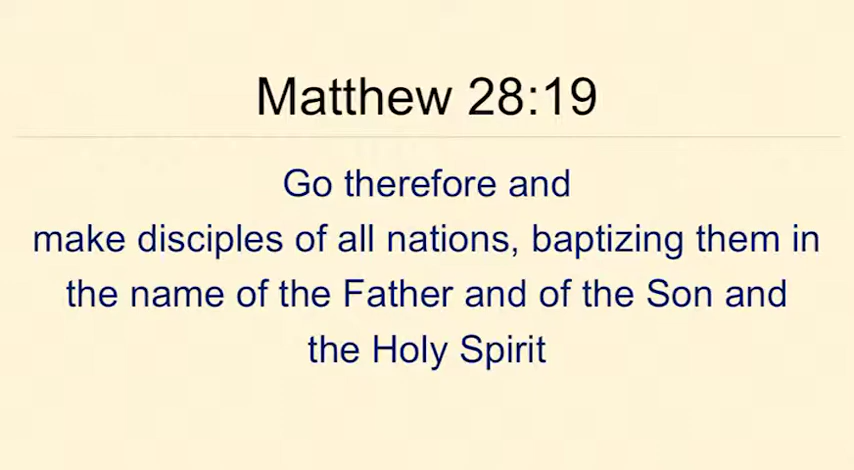 Matthew 28:19
Go therefore and
make disciples of all nations, baptizing them in
the name of the Father and of the Son and
the Holy Spirit